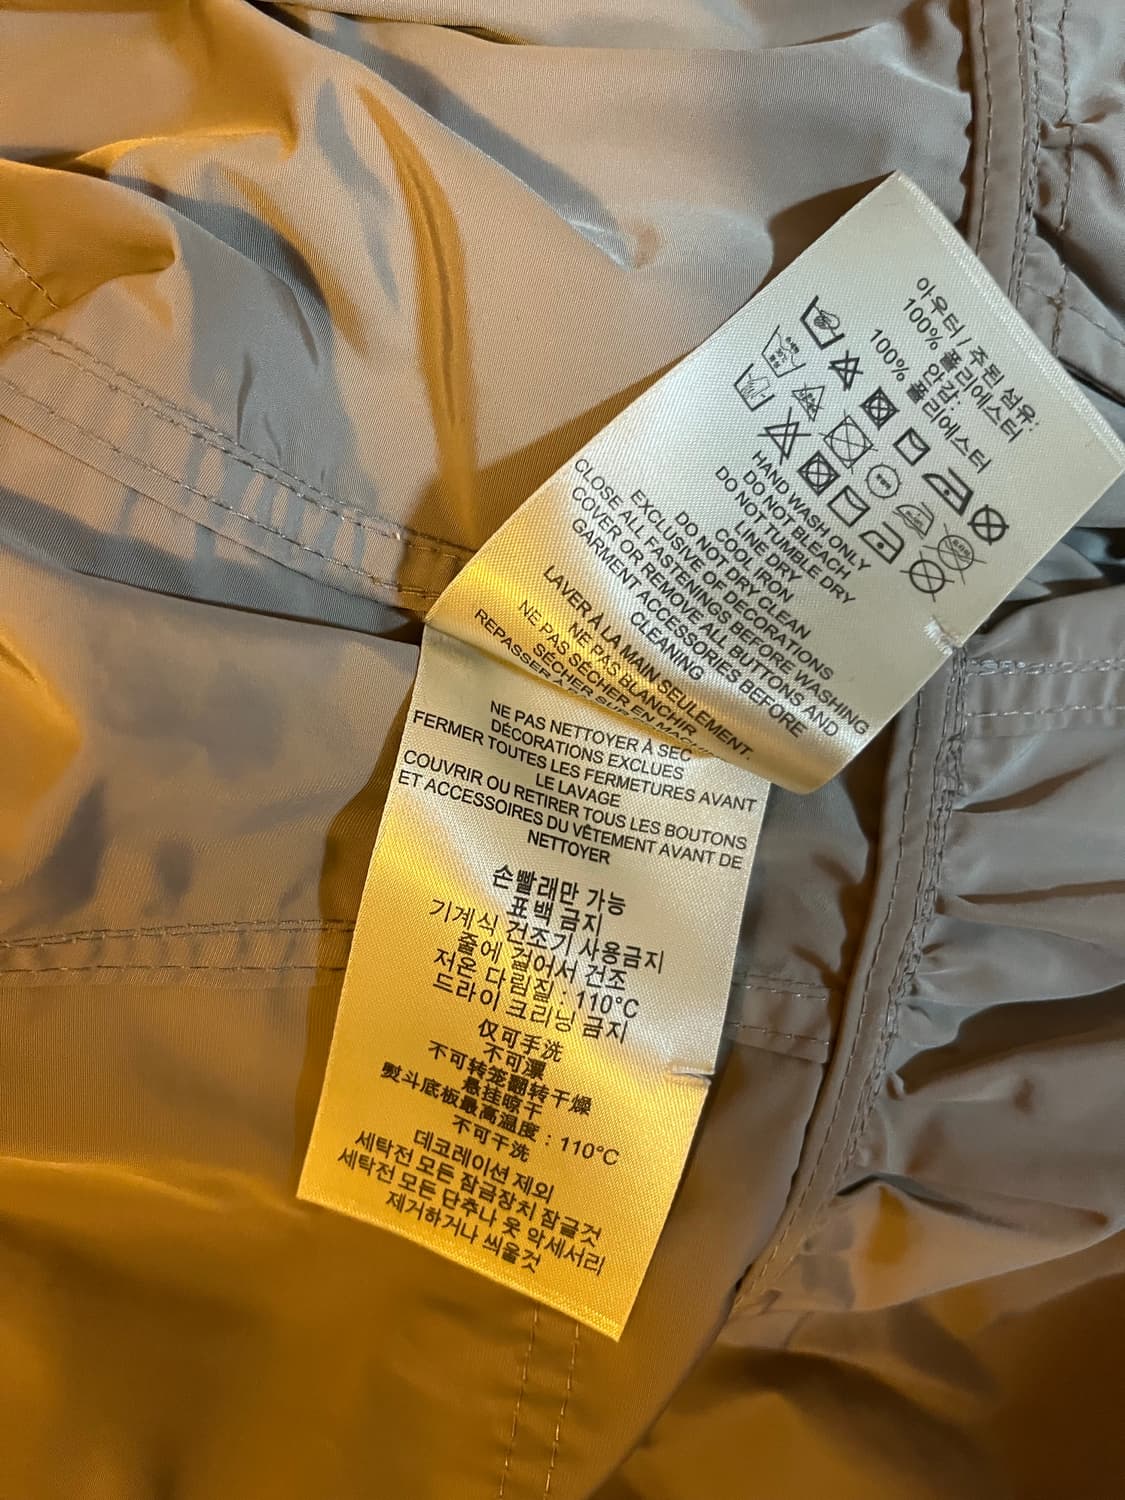 아우터 / 주된 섬유:
100% 폴리에스터
안감:
100% 폴리에스터
HAND WASH ONLY
DO NOT BLEACH
DO NOT TUMBLE DRY
LINE DRY
COOL IRON
DO NOT DRY CLEAN
EXCLUSIVE OF DECORATIONS
CLOSE ALL FASTENINGS BEFORE WASHING
COVER OR REMOVE ALL BUTTONS AND
GARMENT ACCESSORIES BEFORE
CLEANING
LAVER À LA MAIN SEULEMENT.
NE PAS BLANCHIR
NE PAS SÉCHER EN MACHINE
SÉCHER SUR
REPASSER À
NE PAS NETTOYER À SEC
DÉCORATIONS EXCLUES
FERMER TOUTES LES FERMETURES AVANT
LE LAVAGE
COUVRIR OU RETIRER TOUS LES BOUTONS
ET ACCESSOIRES DU VÊTEMENT AVANT DE
NETTOYER
손빨래만 가능
표백 금지
기계식 건조기 사용금지
줄에 걸어서 건조
저온 다림질 : 110°C
드라이 크리닝 금지
仅可手洗
不可漂
不可转笼翻转干燥
悬挂晾干
熨斗底板最高温度 : 110°C
不可干洗
데코레이션 제외
세탁전 모든 잠금장치 잠글것
세탁전 모든 단추나 옷 악세서리
제거하거나 씌울것